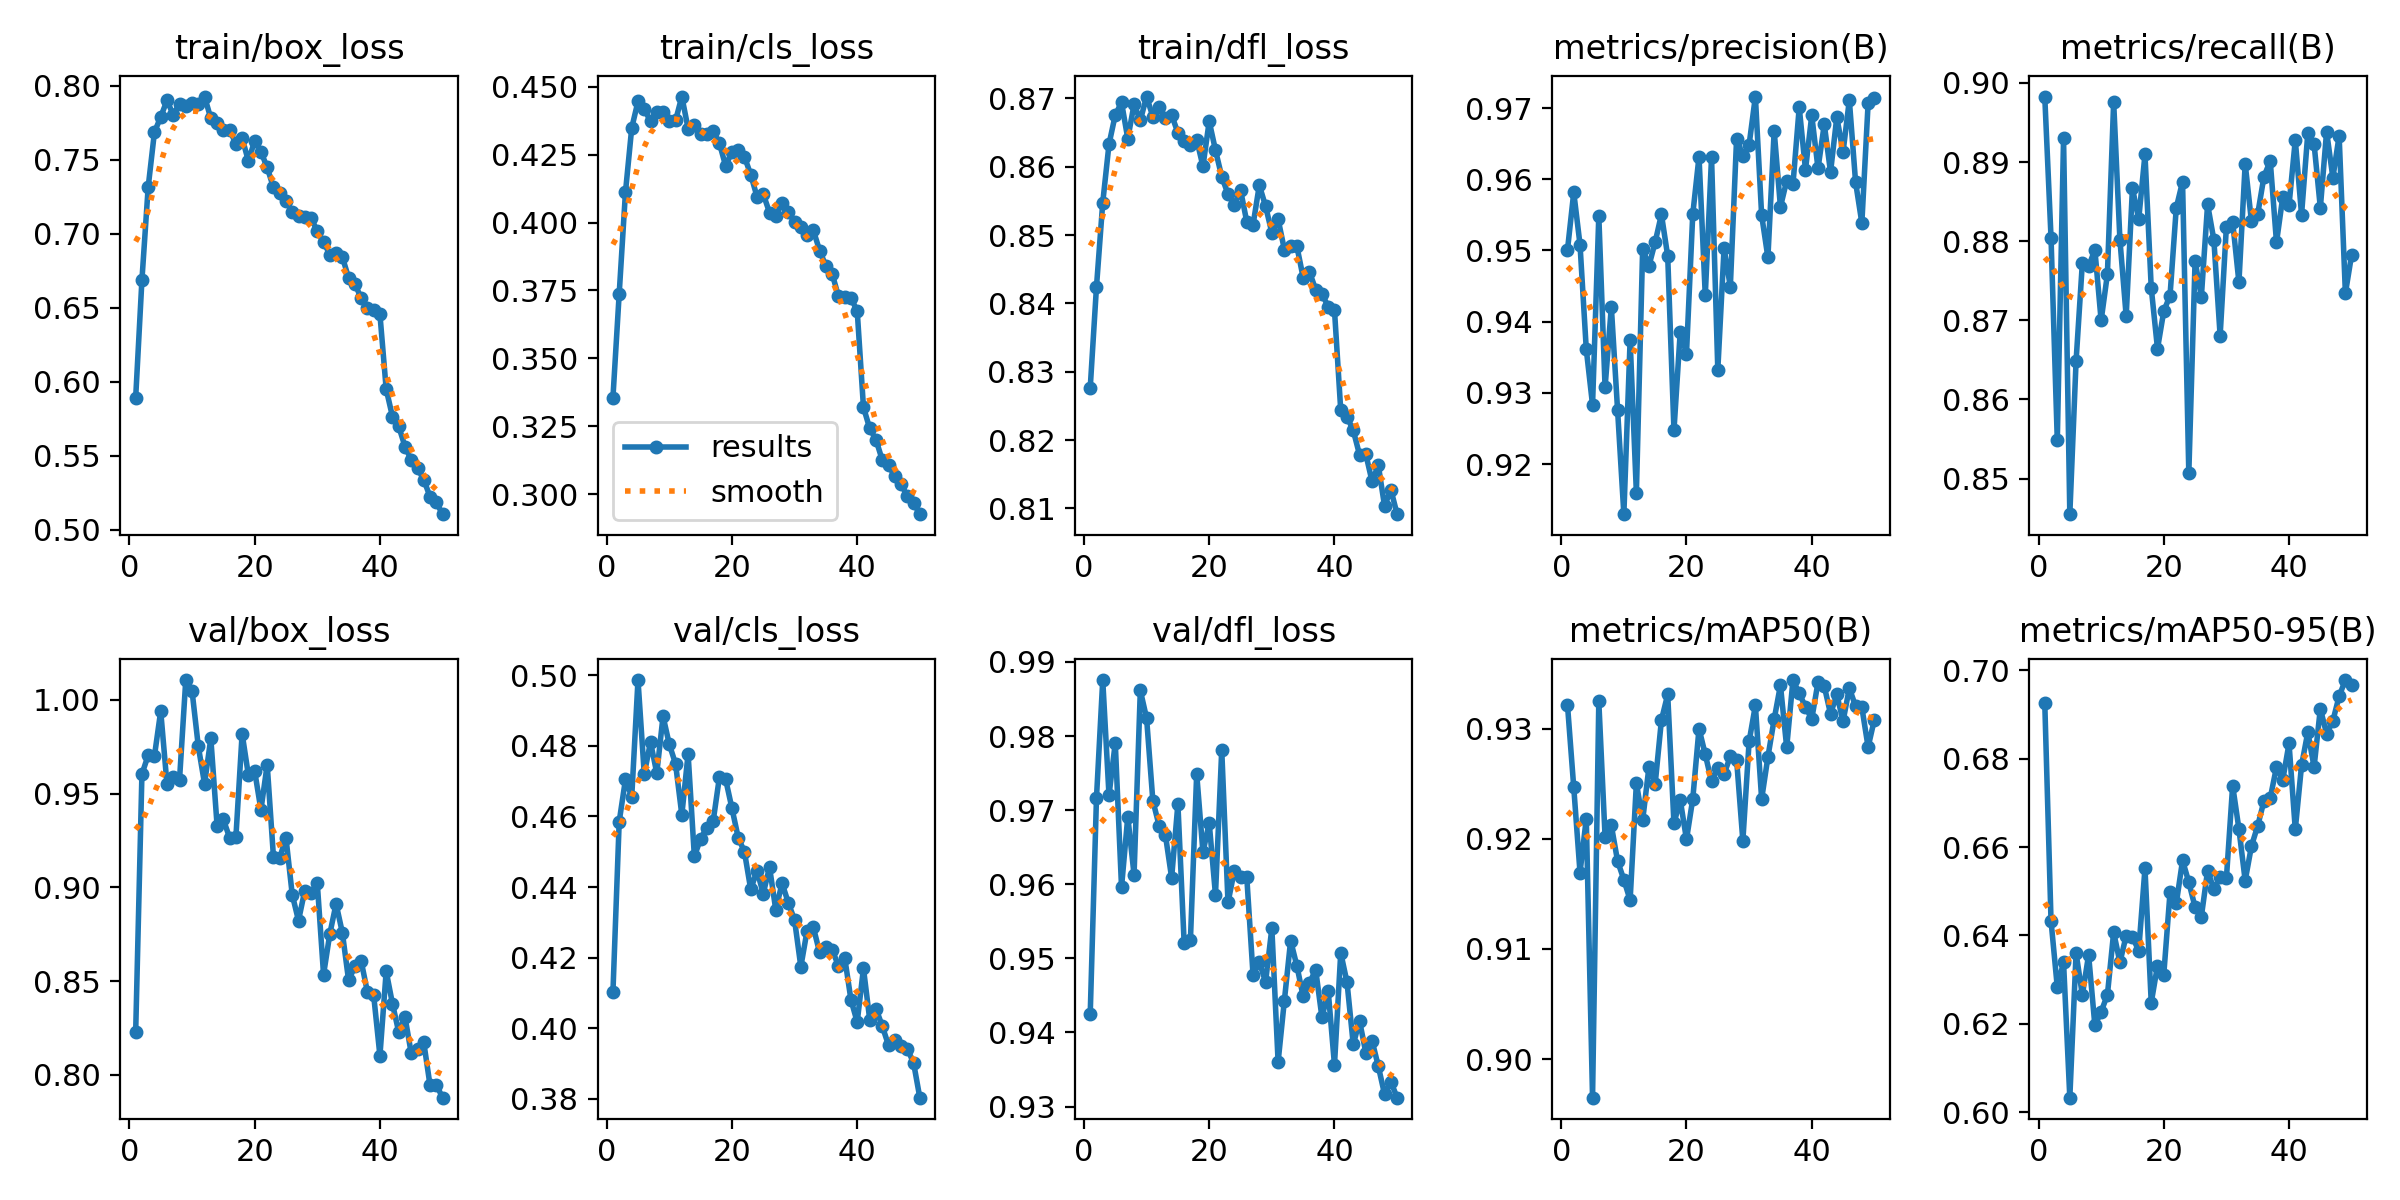 train/box_loss
train/cls_loss
train/dfl_loss
metrics/precision(B)
metrics/recall(B)
0.80
0.75
0.70
0.65
0.60
0.55
0.50
0 20 40
0.450
0.425
0.400
0.375
0.350
0.325
0.300
results
smooth
0 20 40
0.87
0.86
0.85
0.84
0.83
0.82
0.81
0 20 40
0.97
0.96
0.95
0.94
0.93
0.92
0 20 40
0.90
0.89
0.88
0.87
0.86
0.85
0 20 40
val/box_loss
val/cls_loss
val/dfl_loss
metrics/mAP50(B)
metrics/mAP50-95(B)
1.00
0.95
0.90
0.85
0.80
0 20 40
0.50
0.48
0.46
0.44
0.42
0.40
0.38
0 20 40
0.99
0.98
0.97
0.96
0.95
0.94
0.93
0 20 40
0.93
0.92
0.91
0.90
0 20 40
0.70
0.68
0.66
0.64
0.62
0.60
0 20 40